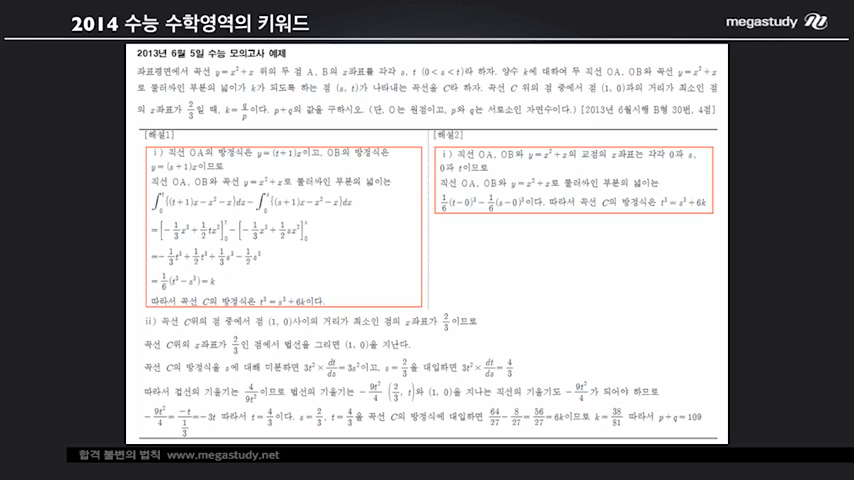 2014 수능 수학영역의 키워드
megastudy
2013년 6월 5일 수능 모의고사 예제
좌표평면에서 곡선 y=x²+x 위의 두 점 A, B의 x좌표를 각각 s, t (0<s<t)라 하자. 양수 k에 대하여 두 직선 OA, OB와 곡선 y=x²+x
로 둘러싸인 부분의 넓이가 k가 되도록 하는 점 (s, t)가 나타내는 곡선을 C라 하자. 곡선 C 위의 점 중에서 점 (1, 0)과의 거리가 최소인 점
의 x좌표가 2/3일 때, k=q/p이다. p+q의 값을 구하시오. (단, O는 원점이고, p와 q는 서로소인 자연수이다.) [2013년 6월시행 B형 30번, 4점]
[해설1]
ⅰ) 직선 OA의 방정식은 y=(t+1)x이고, OB의 방정식은
y=(s+1)x이므로
직선 OA, OB와 곡선 y=x²+x로 둘러싸인 부분의 넓이는
∫₀ᵗ{(t+1)x-x²-x}dx-∫₀ˢ{(s+1)x-x²-x}dx
=[-1/3x³+1/2tx²]₀ᵗ-[-1/3x³+1/2sx²]₀ˢ
=-1/3t³+1/2t³+1/3s³-1/2s³
=1/6(t³-s³)=k
따라서 곡선 C의 방정식은 t³=s³+6k이다.
[해설2]
ⅰ) 직선 OA, OB와 y=x²+x의 교점의 x좌표는 각각 0과 s,
0과 t이므로
직선 OA, OB와 y=x²+x로 둘러싸인 부분의 넓이는
1/6(t-0)³-1/6(s-0)³이다. 따라서 곡선 C의 방정식은 t³=s³+6k
ⅱ) 곡선 C위의 점 중에서 점 (1, 0)사이의 거리가 최소인 점의 x좌표가 2/3이므로
곡선 C위의 x좌표가 2/3인 점에서 법선을 그리면 (1, 0)을 지난다.
곡선 C의 방정식을 s에 대해 미분하면 3t²×dt/ds=3s²이고, s=2/3을 대입하면 3t²×dt/ds=4/3
따라서 접선의 기울기는 4/9t²이므로 법선의 기울기는 -9t²/4 (2/3, t)와 (1, 0)을 지나는 직선의 기울기도 -9t²/4가 되어야 하므로
-9t²/4=-t/(1/3)=-3t 따라서 t=4/3이다. s=2/3, t=4/3을 곡선 C의 방정식에 대입하면 64/27-8/27=56/27=6k이므로 k=38/81 따라서 p+q=109
합격 불변의 법칙 www.megastudy.net